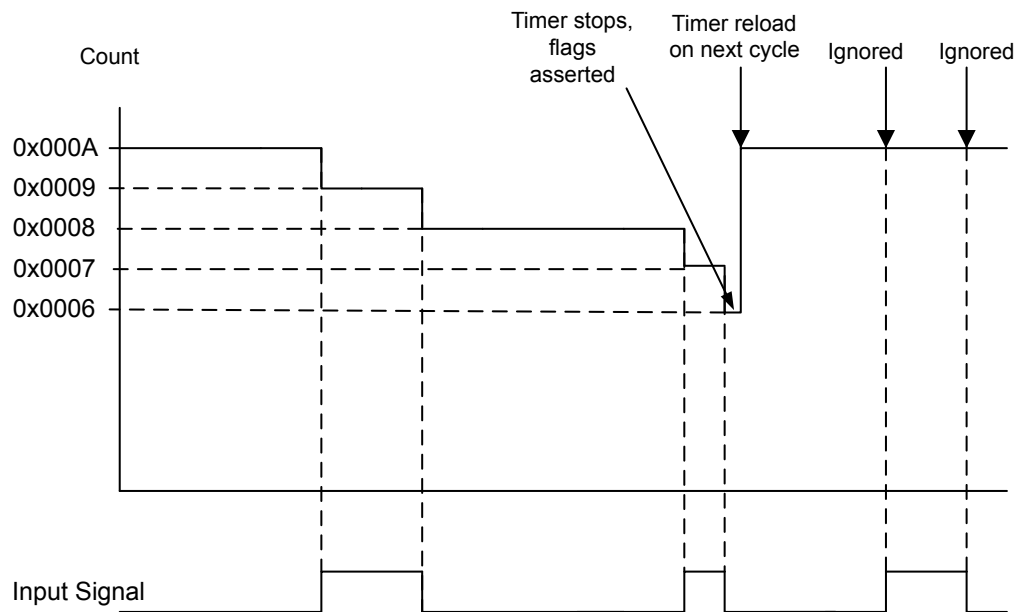 Timer stops,
flags
asserted
Timer reload
on next cycle
Ignored
Ignored
Count
0x000A
0x0009
0x0008
0x0007
0x0006
Input Signal